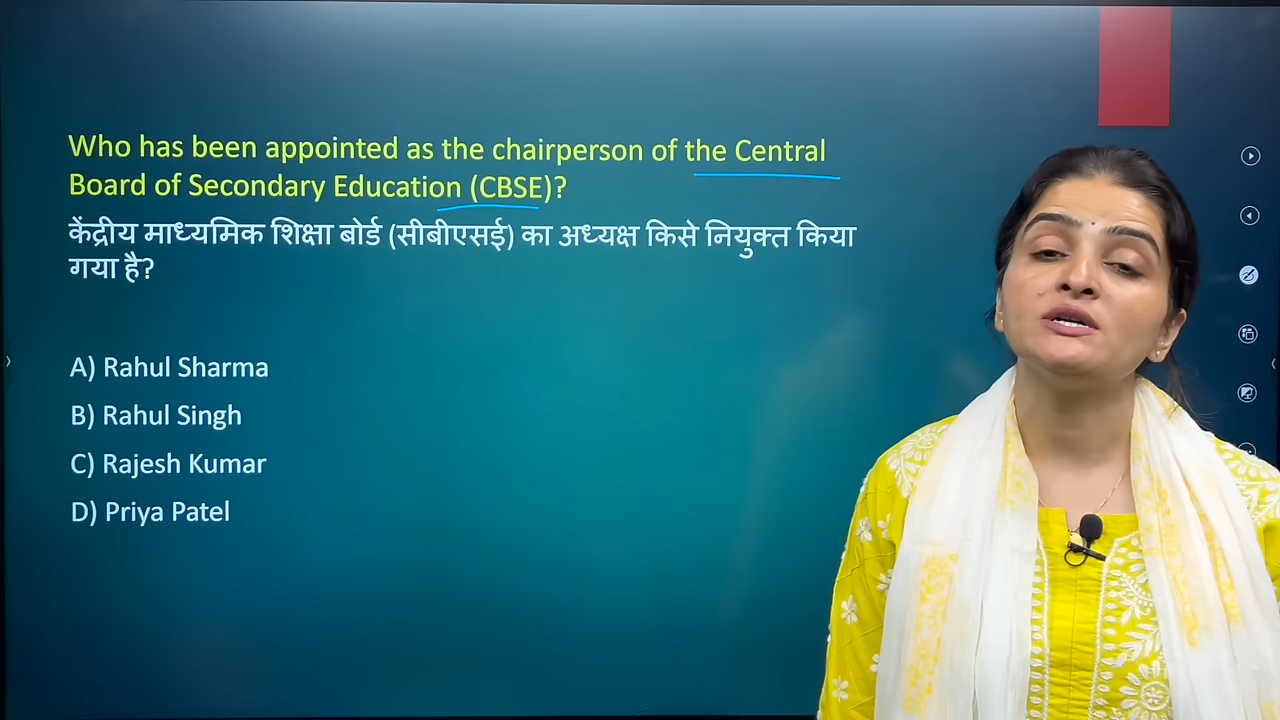 Who has been appointed as the chairperson of the Central
Board of Secondary Education (CBSE)?
केंद्रीय माध्यमिक शिक्षा बोर्ड (सीबीएसई) का अध्यक्ष किसे नियुक्त किया
गया है?
A) Rahul Sharma
B) Rahul Singh
C) Rajesh Kumar
D) Priya Patel